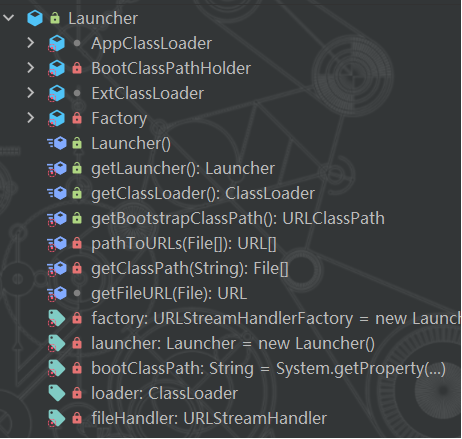 Launcher
AppClassLoader
BootClassPathHolder
ExtClassLoader
Factory
Launcher()
getLauncher(): Launcher
getClassLoader(): ClassLoader
getBootstrapClassPath(): URLClassPath
pathToURLs(File[]): URL[]
getClassPath(String): File[]
getFileURL(File): URL
factory: URLStreamHandlerFactory = new Launch
launcher: Launcher = new Launcher()
bootClassPath: String = System.getProperty(...)
loader: ClassLoader
fileHandler: URLStreamHandler